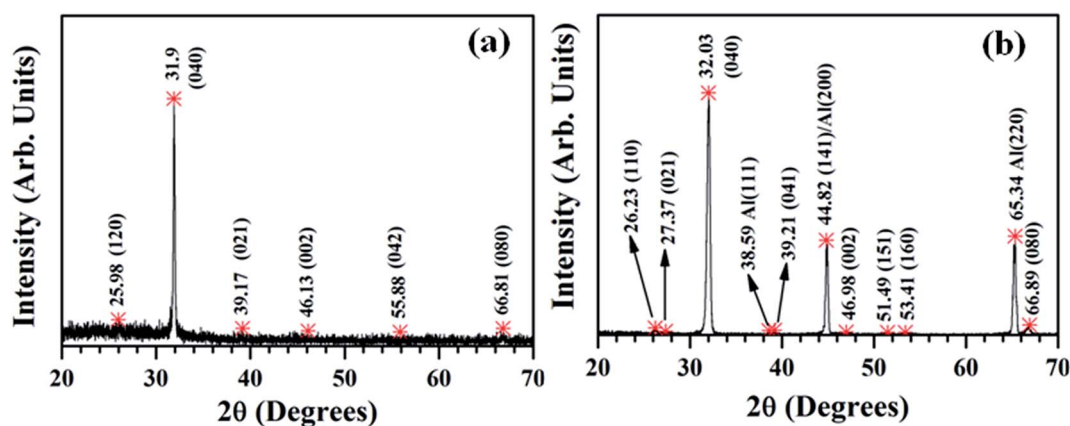 (a)
Intensity (Arb. Units)
25.98 (120)
31.9
(040)
39.17 (021)
46.13 (002)
55.88 (042)
66.81 (080)
20 30 40 50 60 70
2θ (Degrees)
(b)
Intensity (Arb. Units)
26.23 (110)
27.37 (021)
32.03
(040)
38.59 Al(111)
39.21 (041)
44.82 (141)/Al(200)
46.98 (002)
51.49 (151)
53.41 (160)
65.34 Al(220)
66.89 (080)
20 30 40 50 60 70
2θ (Degrees)